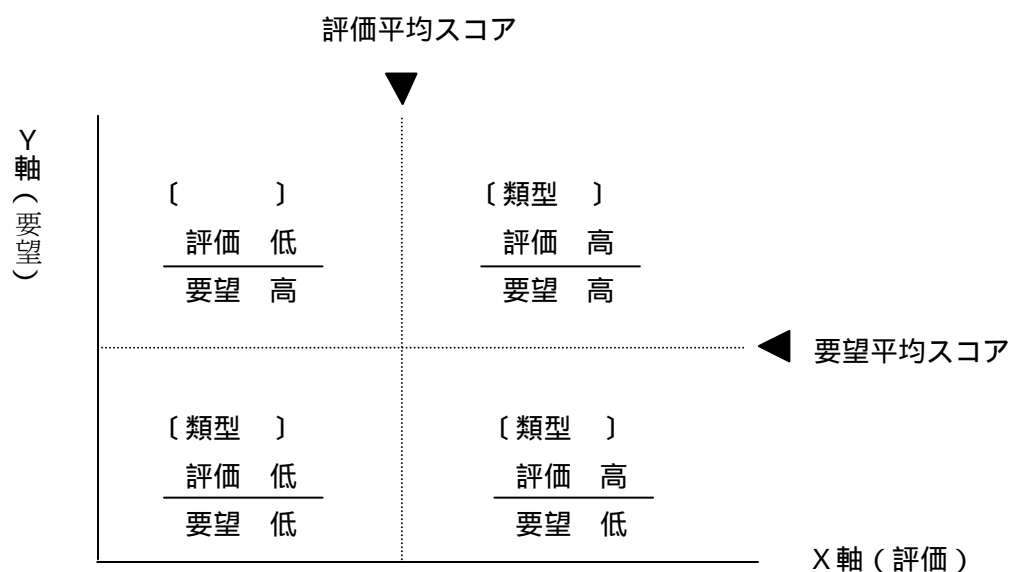 評価平均スコア
Y軸（要望）
〔　　　〕
評価　低
要望　高
〔類型　〕
評価　高
要望　高
要望平均スコア
〔類型　〕
評価　低
要望　低
〔類型　〕
評価　高
要望　低
X軸（評価）